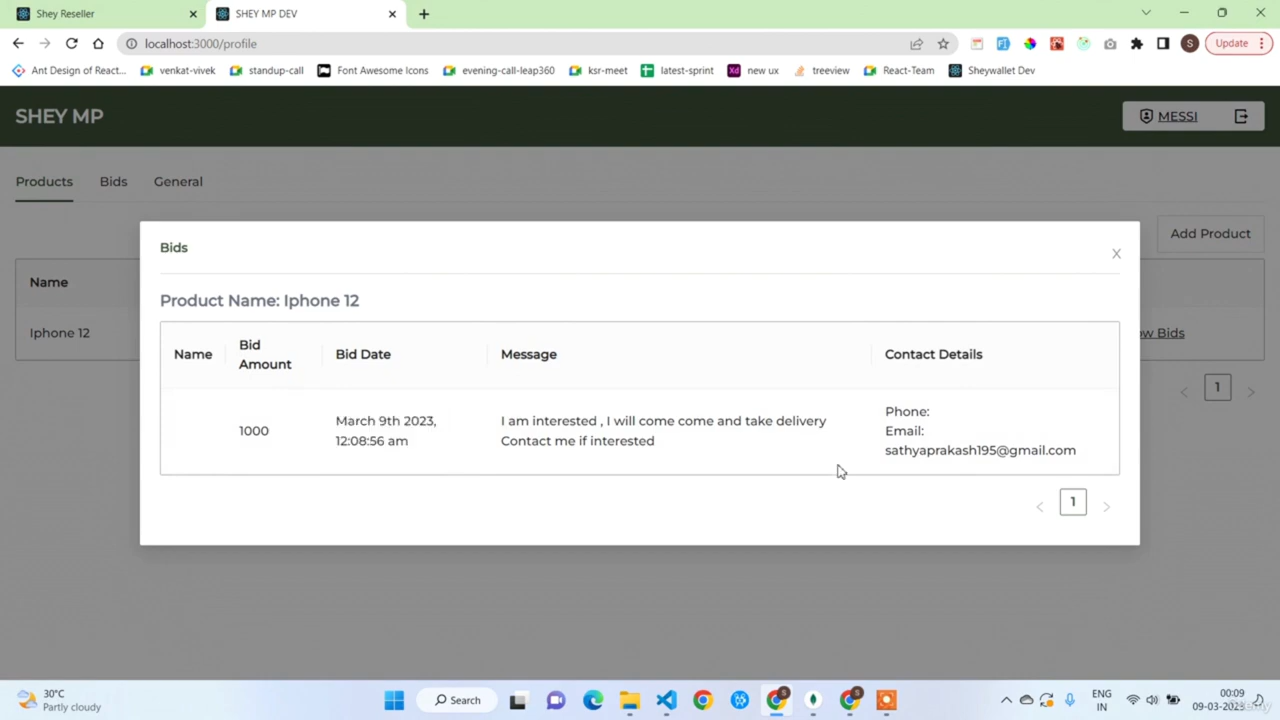 Shey Reseller
SHEY MP DEV
localhost:3000/profile
S
Update
Ant Design of React...
venkat-vivek
standup-call
Font Awesome Icons
evening-call-leap360
ksr-meet
latest-sprint
Xd new ux
treeview
React-Team
Sheywallet Dev
SHEY MP
MESSI
Products
Bids
General
Add Product
Name
Iphone 12
Bids
X
Product Name: Iphone 12
Name
Bid
Amount
Bid Date
Message
Contact Details
1000
March 9th 2023,
12:08:56 am
I am interested , I will come come and take delivery
Contact me if interested
Phone:
Email:
sathyaprakash195@gmail.com
1
Bids
1
30°C
Partly cloudy
Search
ENG
IN
00:09